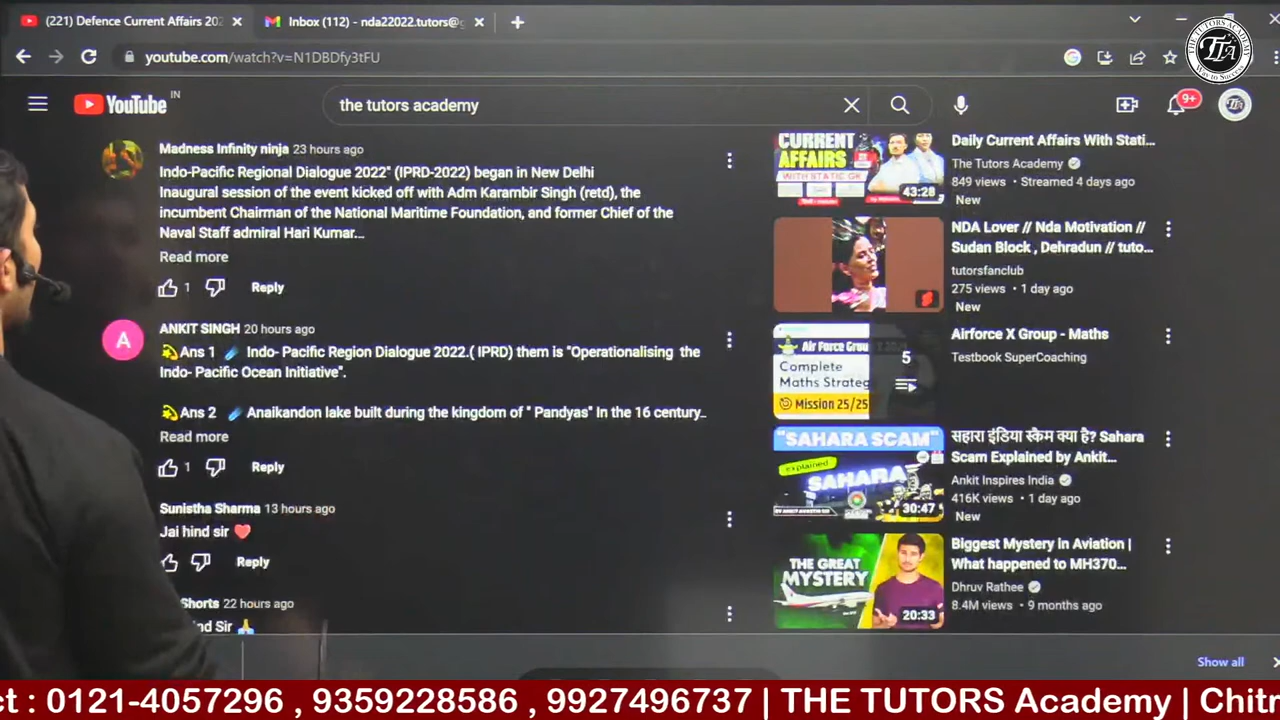 (221) Defence Current Affairs 202
Inbox (112) - nda22022.tutors@g
youtube.com/watch?v=N1DBDfy3tFU
THE TUTORS ACADEMY
TTA
Way to Success
YouTube IN
the tutors academy
9+
Madness Infinity ninja 23 hours ago
Indo-Pacific Regional Dialogue 2022" (IPRD-2022) began in New Delhi
Inaugural session of the event kicked off with Adm Karambir Singh (retd), the
incumbent Chairman of the National Maritime Foundation, and former Chief of the
Naval Staff admiral Hari Kumar...
Read more
1 Reply
A
ANKIT SINGH 20 hours ago
Ans 1 Indo- Pacific Region Dialogue 2022.( IPRD) them is "Operationalising the
Indo- Pacific Ocean Initiative".
Ans 2 Anaikandon lake built during the kingdom of " Pandyas" In the 16 century..
Read more
1 Reply
Sunistha Sharma 13 hours ago
Jai hind sir
Reply
Shorts 22 hours ago
nd Sir
CURRENT
AFFAIRS
WITH STATIC GK
43:28
Daily Current Affairs With Stati...
The Tutors Academy
849 views • Streamed 4 days ago
New
NDA Lover // Nda Motivation //
Sudan Block , Dehradun // tuto...
tutorsfanclub
275 views • 1 day ago
New
Air Force Grou
Complete
Maths Strateg
Mission 25/25
5
Airforce X Group - Maths
Testbook SuperCoaching
"SAHARA SCAM"
Explained
SAHARA
30:47
सहारा इंडिया स्कैम क्या है? Sahara
Scam Explained by Ankit...
Ankit Inspires India
416K views • 1 day ago
New
THE GREAT
MYSTERY
20:33
Biggest Mystery in Aviation |
What happened to MH370...
Dhruv Rathee
8.4M views • 9 months ago
Show all
ct : 0121-4057296 , 9359228586 , 9927496737 | THE TUTORS Academy | Chitr